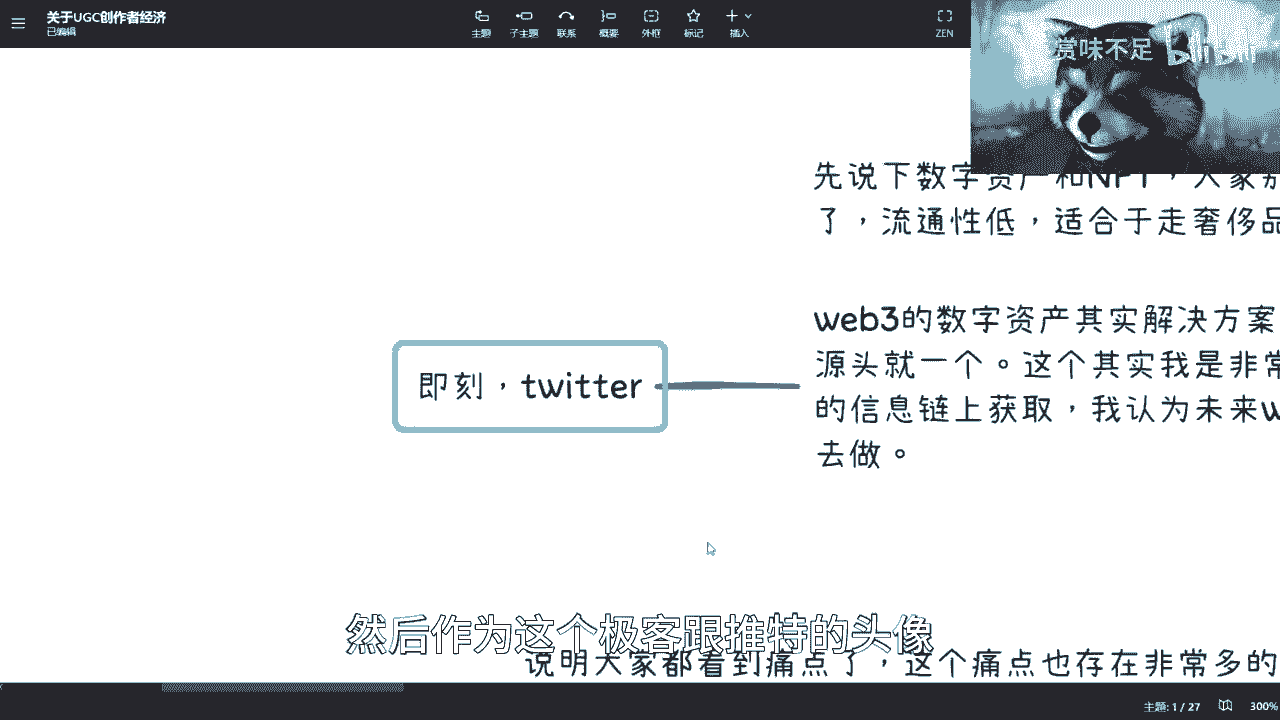 关于UGC创作者经济
已编辑
主题
子主题
联系
概要
外框
标记
插入
ZEN
赏味不足 bilibili
先说下数字资产和NFT，大家别
了，流通性低，适合于走奢侈品
web3的数字资产其实解决方案
源头就一个。这个其实我是非常
的信息链上获取，我认为未来w
去做。
即刻，twitter
然后作为这个极客跟推特的头像
说明大家都看到痛点了，这个痛点也存在非常多的
主题: 1 / 27
300%